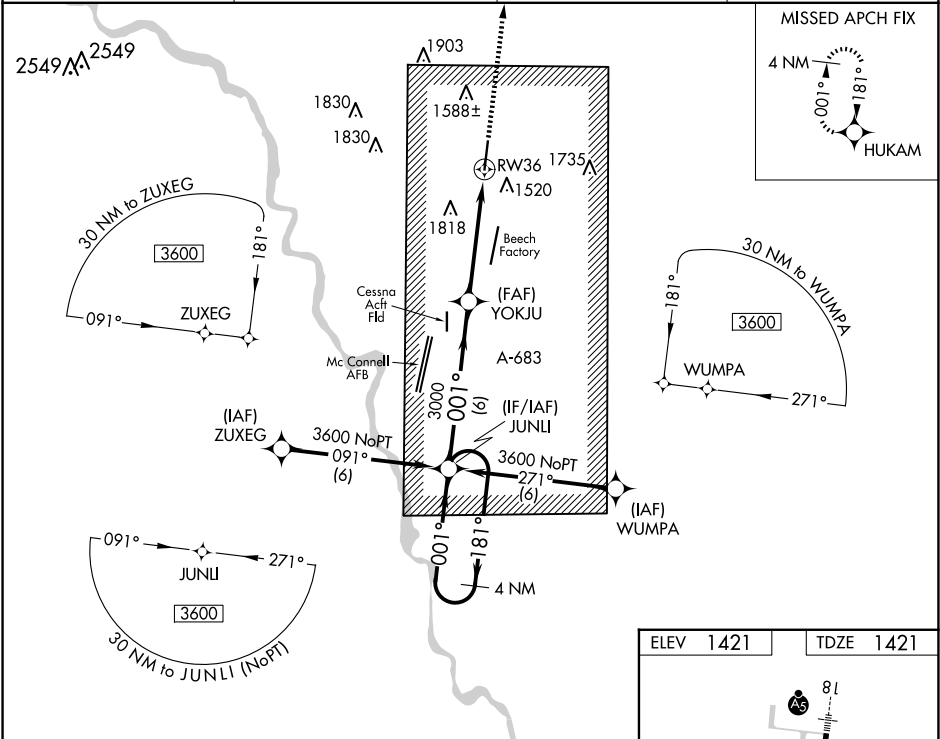 MISSED APCH FIX
4 NM
001°
181°
HUKAM
2549
2549
1903
1830
1830
1588±
RW36
1735
1520
1818
Beech
Factory
30 NM to ZUXEG
3600
181°
091°
ZUXEG
(FAF)
YOKJU
Cessna
Acft
Fld
Mc Connell
AFB
A-683
30 NM to WUMPA
181°
3600
WUMPA
271°
3000
001°
(6)
(IF/IAF)
JUNLI
(IAF)
ZUXEG
3600 NoPT
091°
(6)
3600 NoPT
271°
(6)
(IAF)
WUMPA
001°
181°
4 NM
091°
271°
JUNLI
3600
30 NM to JUNLI (NoPT)
ELEV 1421
TDZE 1421
A5
18